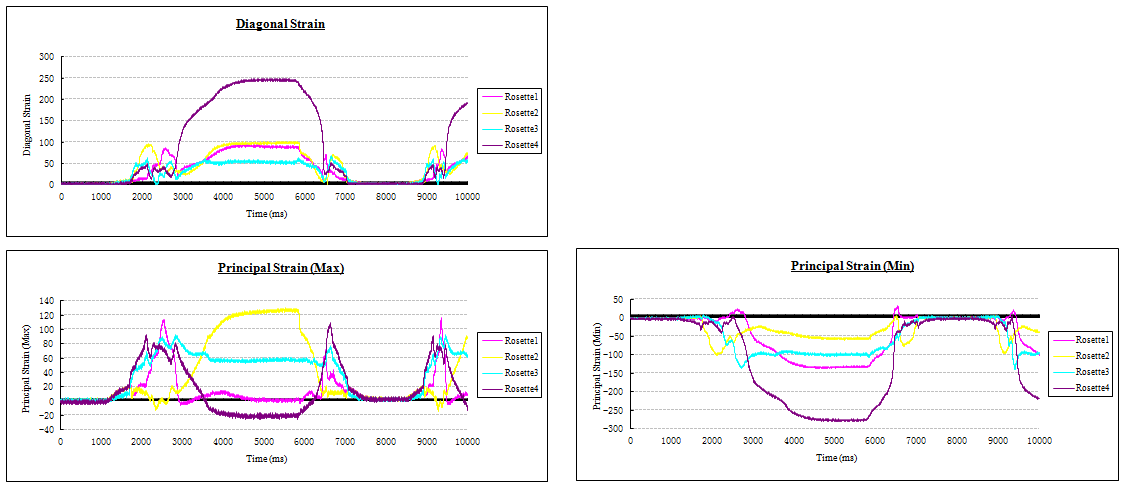 Diagonal Strain
300
250
200
150
100
50
0
Diagonal Strain
0 1000 2000 3000 4000 5000 6000 7000 8000 9000 10000
Time (ms)
Rosette1
Rosette2
Rosette3
Rosette4
Principal Strain (Max)
140
120
100
80
60
40
20
0
−20
−40
Principal Strain (Max)
0 1000 2000 3000 4000 5000 6000 7000 8000 9000 10000
Time (ms)
Rosette1
Rosette2
Rosette3
Rosette4
Principal Strain (Min)
50
0
−50
−100
−150
−200
−250
−300
Principal Strain (Min)
0 1000 2000 3000 4000 5000 6000 7000 8000 9000 10000
Time (ms)
Rosette1
Rosette2
Rosette3
Rosette4